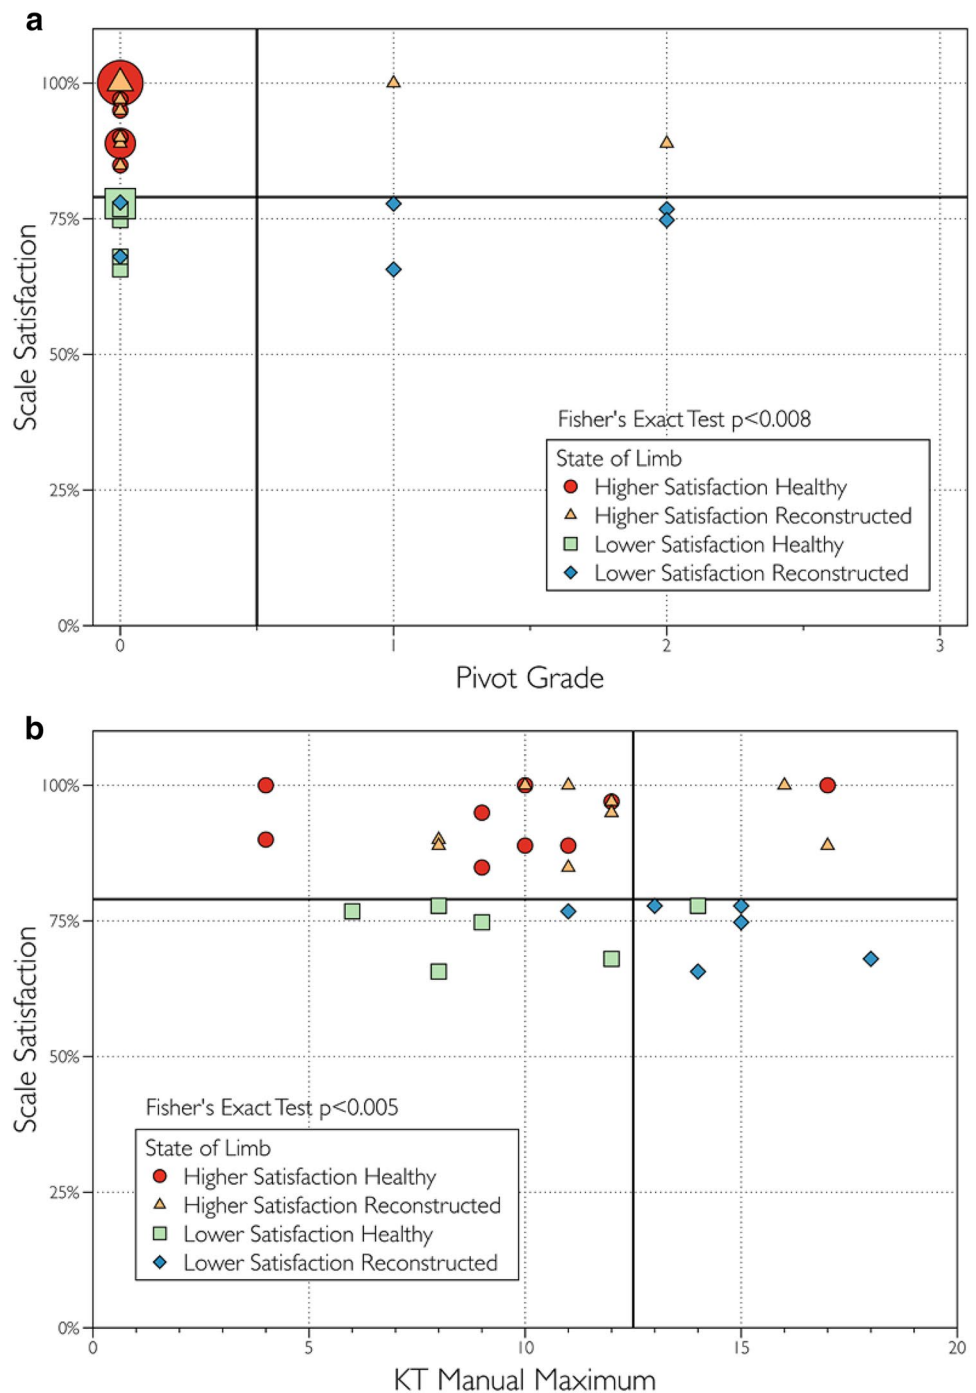 a
100%
75%
50%
25%
0%
Scale Satisfaction
Fisher's Exact Test p<0.008
State of Limb
Higher Satisfaction Healthy
Higher Satisfaction Reconstructed
Lower Satisfaction Healthy
Lower Satisfaction Reconstructed
0 1 2 3
Pivot Grade
b
100%
75%
50%
25%
0%
Scale Satisfaction
Fisher's Exact Test p<0.005
State of Limb
Higher Satisfaction Healthy
Higher Satisfaction Reconstructed
Lower Satisfaction Healthy
Lower Satisfaction Reconstructed
0 5 10 15 20
KT Manual Maximum